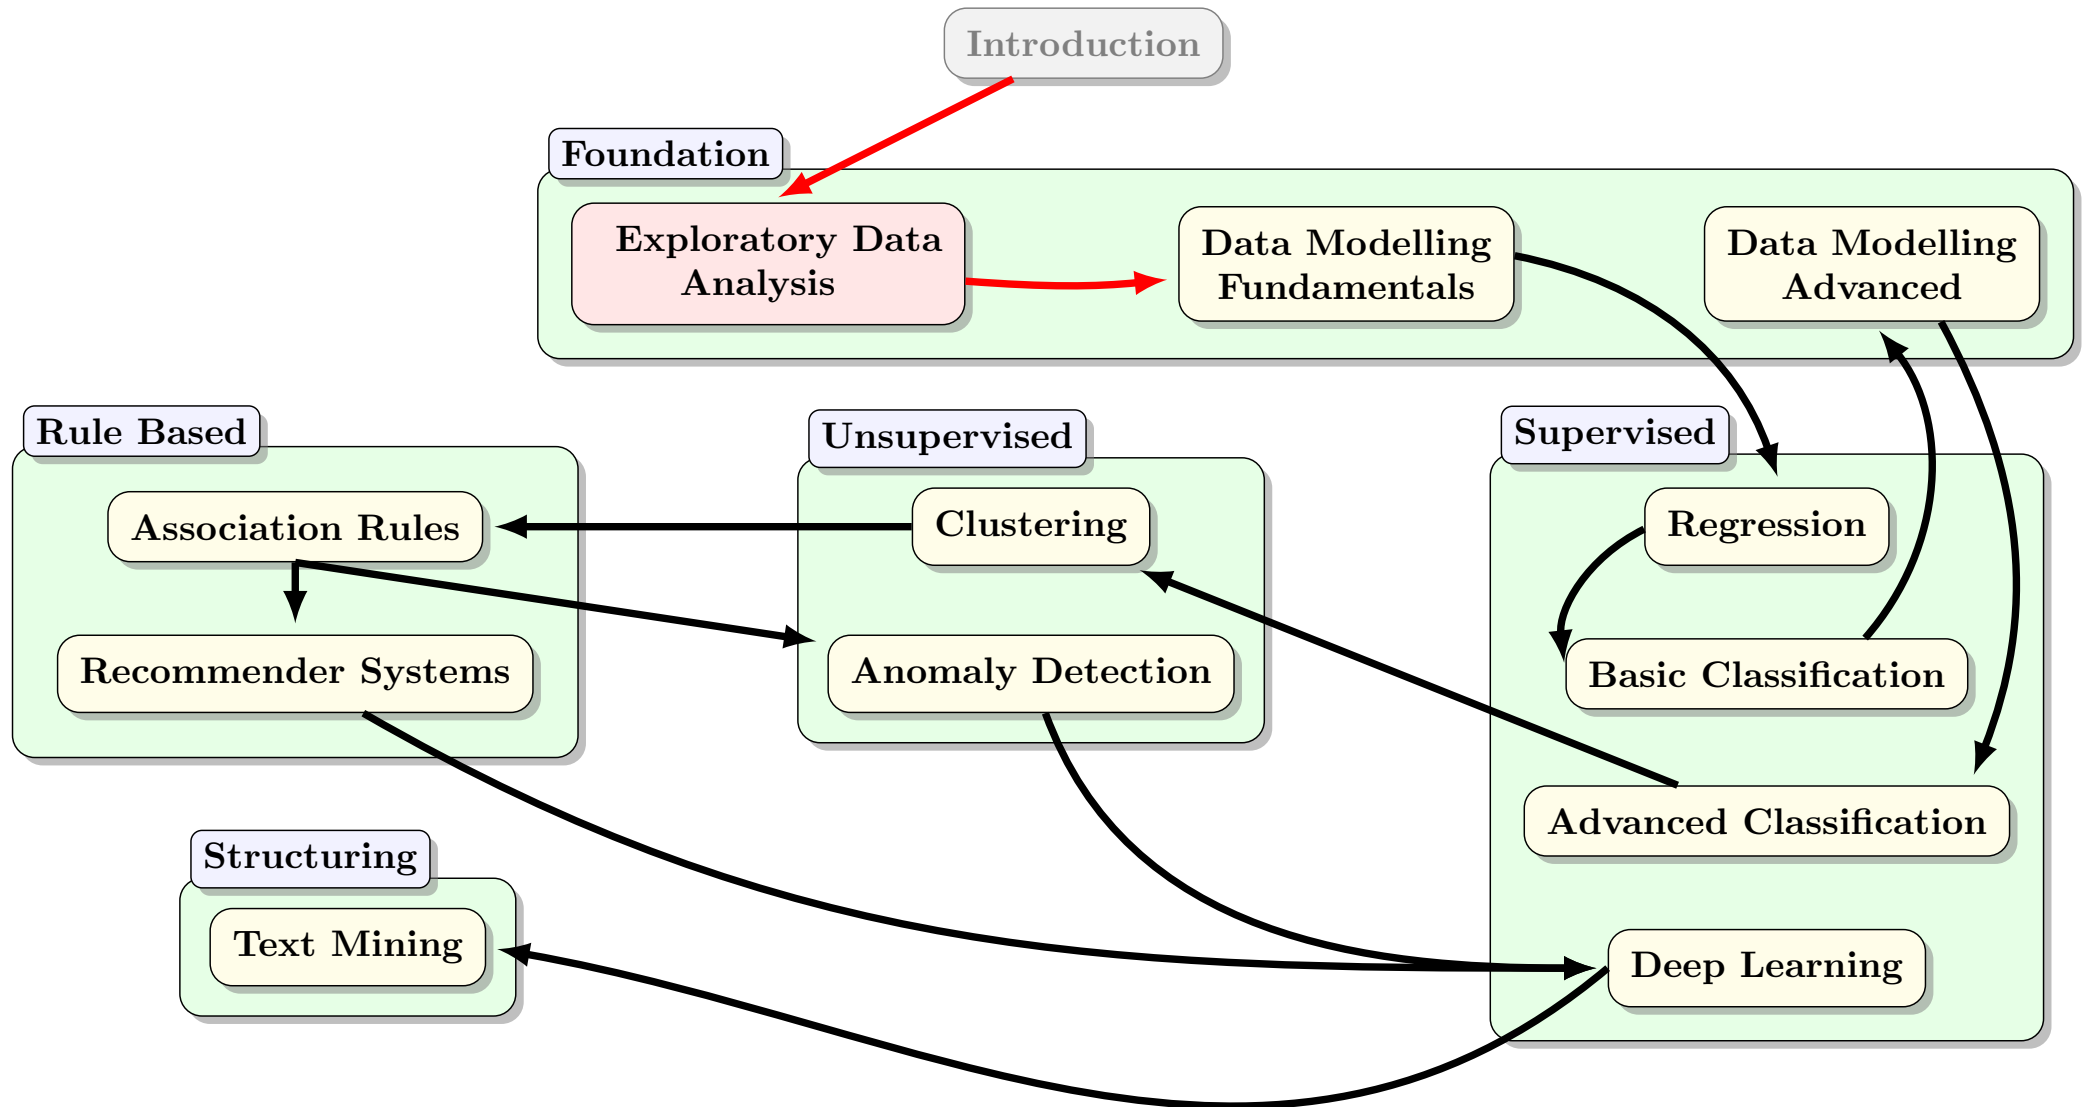 Introduction
Foundation
Exploratory Data
Analysis
Data Modelling
Fundamentals
Data Modelling
Advanced
Rule Based
Association Rules
Recommender Systems
Unsupervised
Clustering
Anomaly Detection
Supervised
Regression
Basic Classification
Advanced Classification
Deep Learning
Structuring
Text Mining